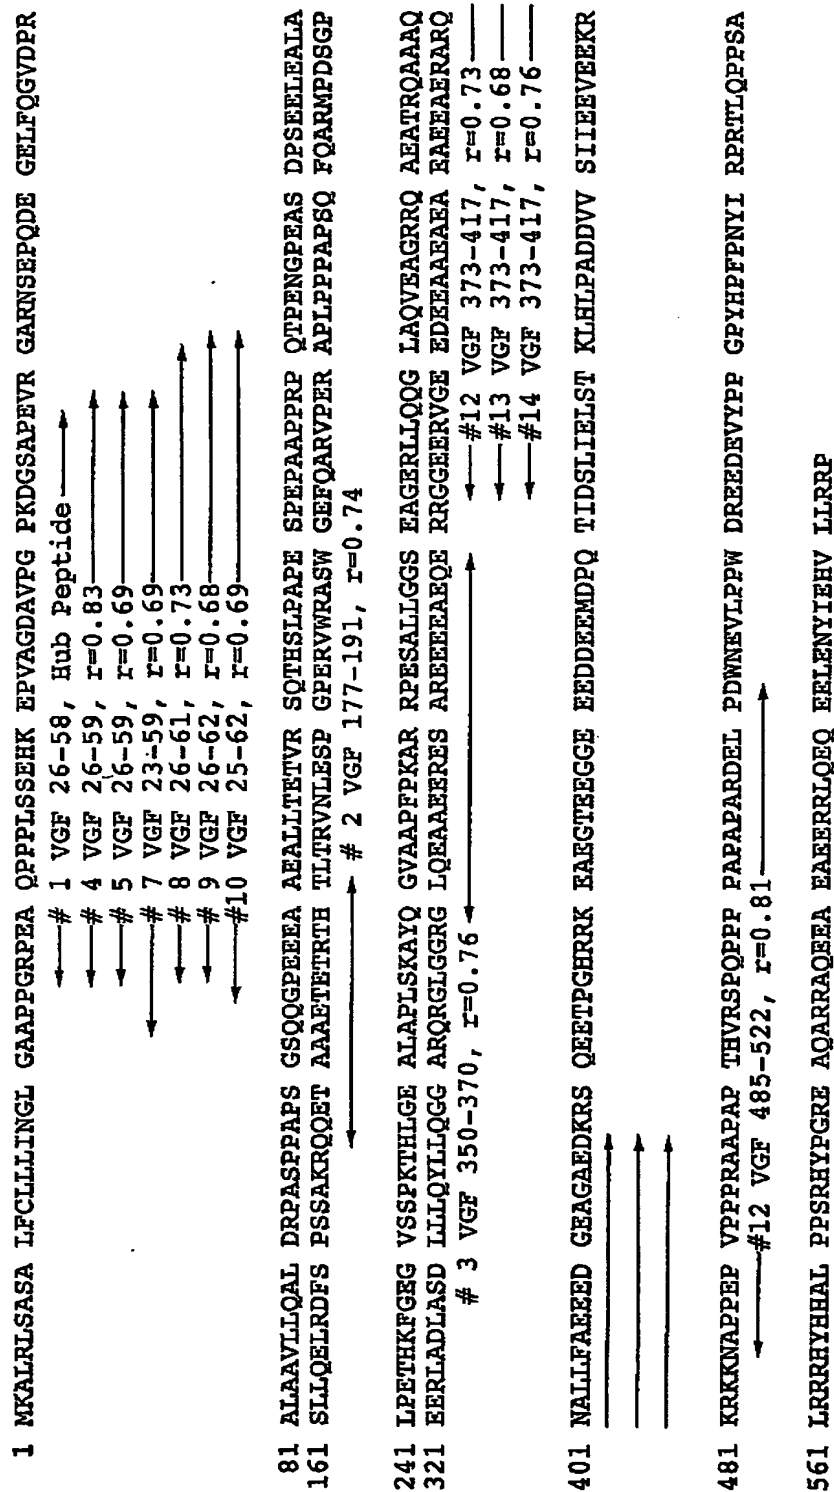 1 MKALRLSASA LFCLLLINGL GAAPPGRPEA QPPPLSSEHK EPVAGDAVPG PKDGSAPEVR GARNSEPQDE GELFQGVDPR
# 1 VGF 26-58, Hub Peptide
# 4 VGF 26-59, r=0.83
# 5 VGF 26-59, r=0.69
# 7 VGF 23-59, r=0.69
# 8 VGF 26-61, r=0.73
# 9 VGF 26-62, r=0.68
#10 VGF 25-62, r=0.69
81 ALAAVLLQAL DRPASPPAPS GSQQGPEEEA AEALLTETVR SQTHSLPAPE SPEPAAPPRP QTPENGPEAS DPSEELEALA
161 SLLQELRDFS PSSAKRQQET AAAETETRTH TLTRVNLESP GPERVWRASW GEFQARVPER APLPPPAPSQ FQARMPDSGP
# 2 VGF 177-191, r=0.74
241 LPETHKFGEG VSSPKTHLGE ALAPLSKAYQ GVAAPFPKAR RPESALLGGS EAGERLLQQG LAQVEAGRRQ AEATRQAAAQ
321 EERLADLASD LLLQYLLQGG ARQRGLGGRG LQEAAEERES AREEEEAEQE RRGGEERVGE EDEEAAEAEA EAEEAERARQ
# 3 VGF 350-370, r=0.76
#12 VGF 373-417, r=0.73
#13 VGF 373-417, r=0.68
#14 VGF 373-417, r=0.76
401 NALLFAEEED GEAGAEDKRS QEETPGHRRK EAEGTEEGGE EEDDEEMDPQ TIDSLIELST KLHLPADDVV SIIEEVEEKR
481 KRKKNAPPEP VPPPRAAPAP THVRSPQPPP PAPAPARDEL PDWNEVLPPW DREEDEVYPP GPYHPFPNYI RPRTLQPPSA
#12 VGF 485-522, r=0.81
561 LRRRHYHHAL PPSRHYPGRE AQARRAQEEA EAEERRLQEQ EELENYIEHV LLRRP